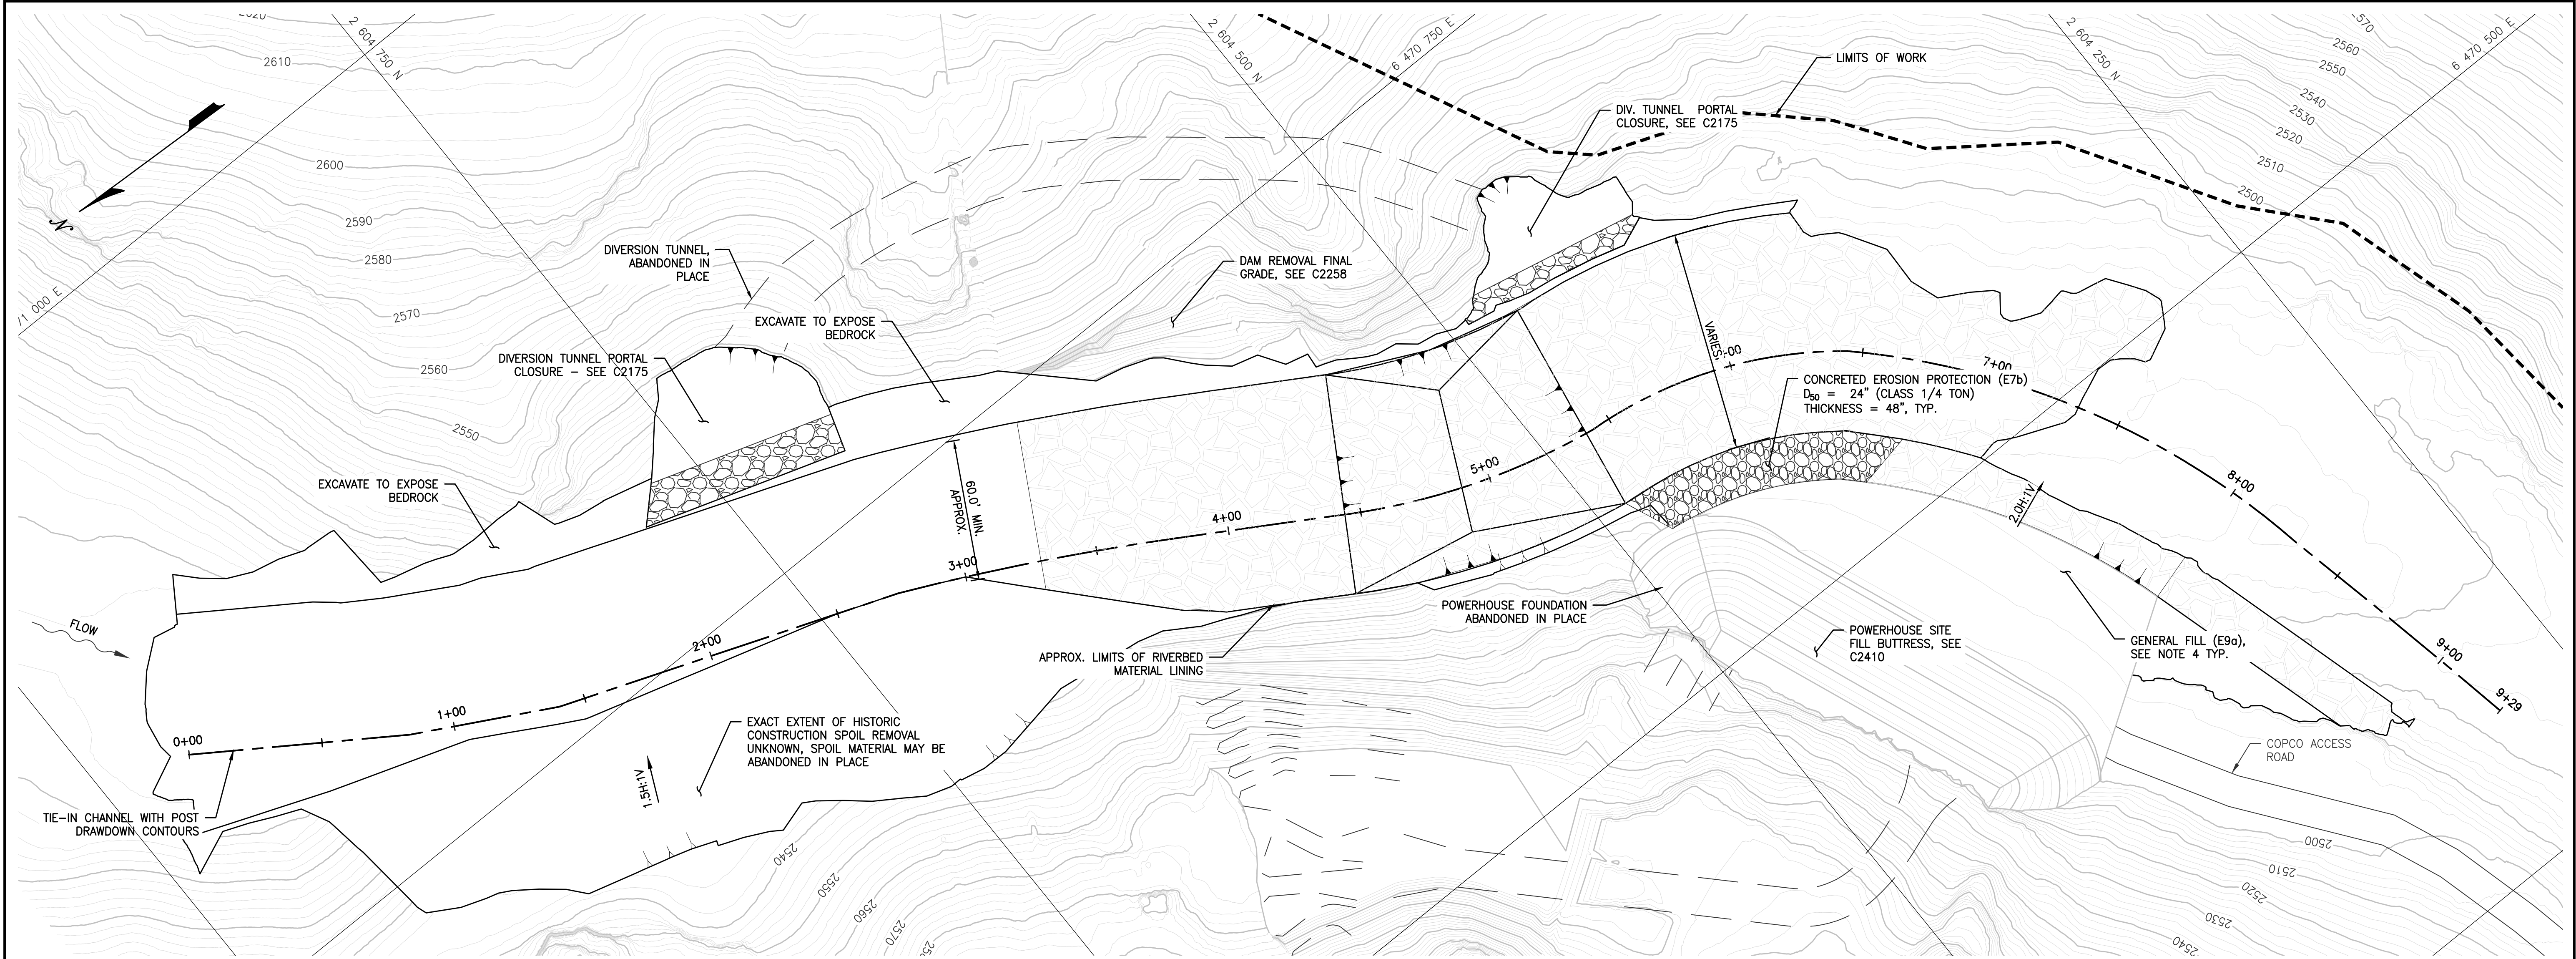 2620
2610
2600
2590
2580
2570
2560
2550
2 604 750 N
2 604 500 N
6 470 750 E
2 604 250 N
6 470 500 E
/1 000 E
N
LIMITS OF WORK
DIV. TUNNEL PORTAL
CLOSURE, SEE C2175
2570
2560
2550
2540
2530
2520
2510
2500
DIVERSION TUNNEL,
ABANDONED IN
PLACE
DAM REMOVAL FINAL
GRADE, SEE C2258
EXCAVATE TO EXPOSE
BEDROCK
DIVERSION TUNNEL PORTAL
CLOSURE – SEE C2175
EXCAVATE TO EXPOSE
BEDROCK
60.0' MIN.
APPROX.
VARIES
:00
7+00
CONCRETED EROSION PROTECTION (E7b)
D50 = 24" (CLASS 1/4 TON)
THICKNESS = 48", TYP.
FLOW
0+00
1+00
2+00
3+00
4+00
5+00
8+00
9+00
9+29
2.0H:1V
POWERHOUSE FOUNDATION
ABANDONED IN PLACE
POWERHOUSE SITE
FILL BUTTRESS, SEE
C2410
GENERAL FILL (E9a),
SEE NOTE 4 TYP.
APPROX. LIMITS OF RIVERBED
MATERIAL LINING
EXACT EXTENT OF HISTORIC
CONSTRUCTION SPOIL REMOVAL
UNKNOWN, SPOIL MATERIAL MAY BE
ABANDONED IN PLACE
1.5H:1V
TIE–IN CHANNEL WITH POST
DRAWDOWN CONTOURS
COPCO ACCESS
ROAD
2540
2550
2560
2570
2500
2510
2520
2530
2540